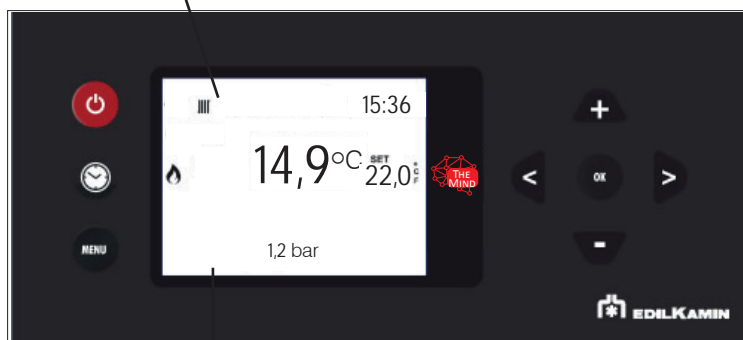 15:36
14,9°C
SET
22,0
°C
°F
THE
MIND
1,2 bar
MENU
+
<
OK
>
-
EDILKAMIN